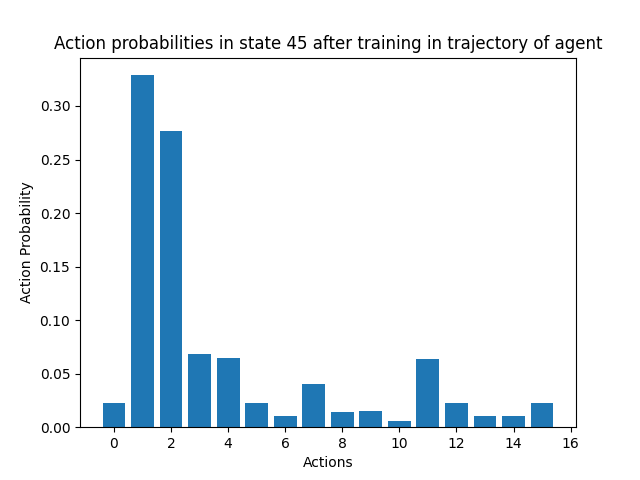 Action probabilities in state 45 after training in trajectory of agent
0.30
0.25
0.20
0.15
0.10
0.05
0.00
Action Probability
0 2 4 6 8 10 12 14 16
Actions